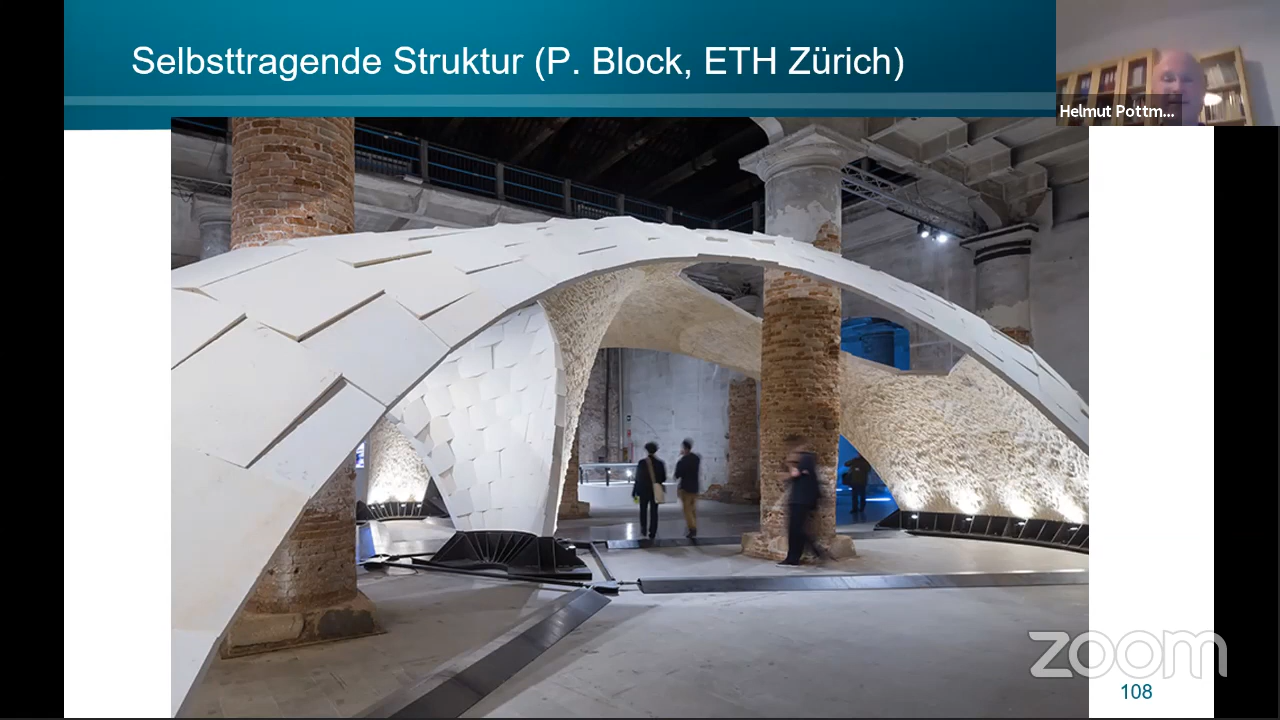 Selbsttragende Struktur (P. Block, ETH Zürich)
Helmut Pottm...
zoom
108